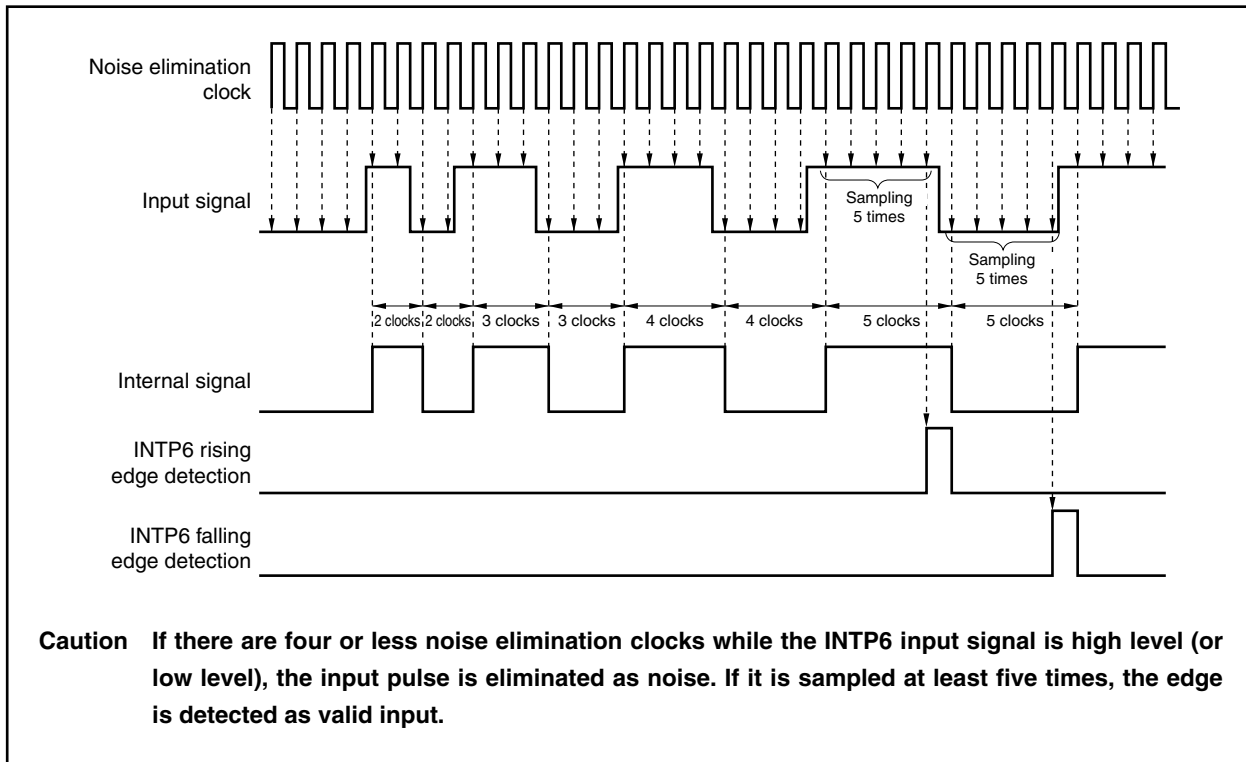 Noise elimination
clock
Input signal
Sampling
5 times
Sampling
5 times
2 clocks 2 clocks 3 clocks 3 clocks 4 clocks 4 clocks 5 clocks 5 clocks
Internal signal
INTP6 rising
edge detection
INTP6 falling
edge detection
Caution If there are four or less noise elimination clocks while the INTP6 input signal is high level (or
low level), the input pulse is eliminated as noise. If it is sampled at least five times, the edge
is detected as valid input.